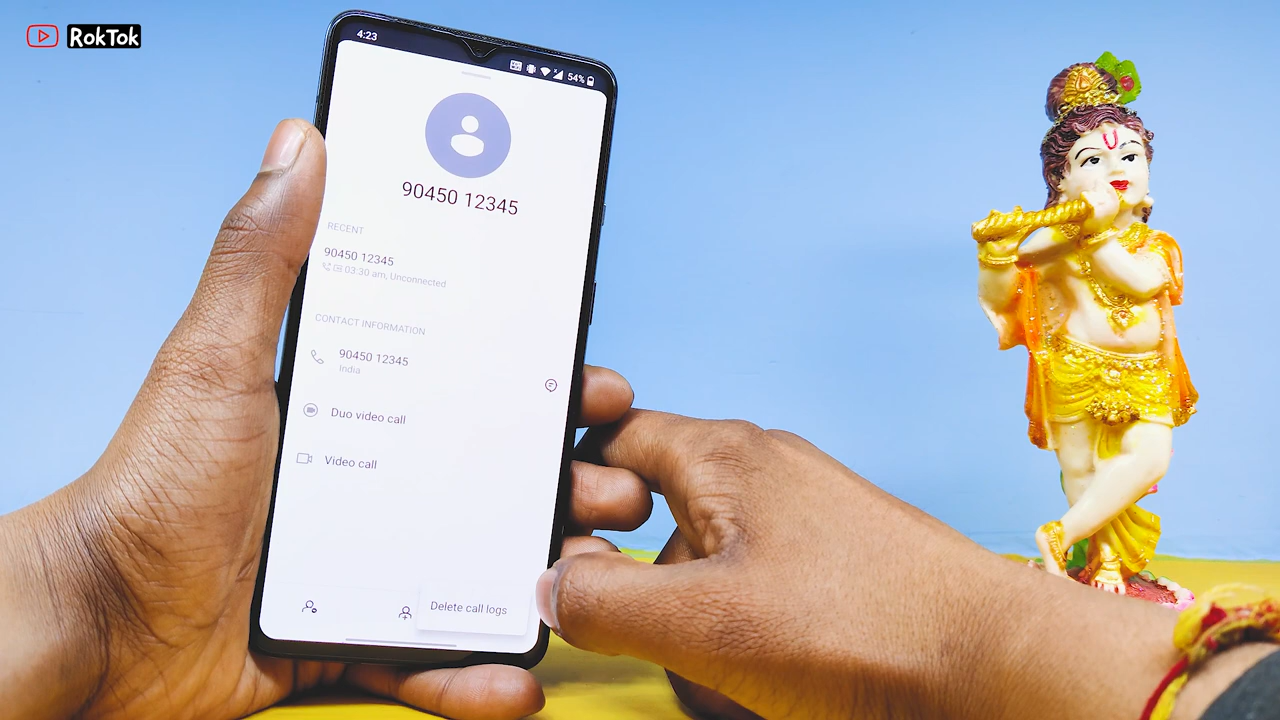 RokTok
4:23
54%
90450 12345
RECENT
90450 12345
03:30 am, Unconnected
CONTACT INFORMATION
90450 12345
India
Duo video call
Video call
Delete call logs